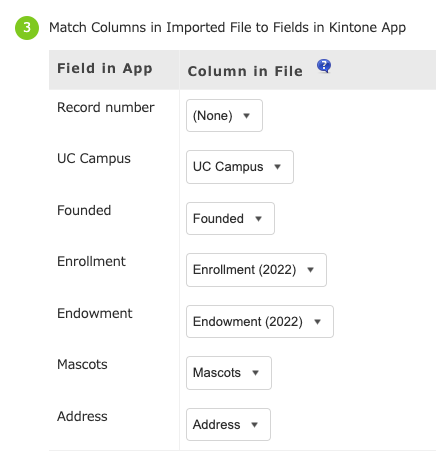 3 Match Columns in Imported File to Fields in Kintone App
Field in App Column in File ?
Record number (None)
UC Campus UC Campus
Founded Founded
Enrollment Enrollment (2022)
Endowment Endowment (2022)
Mascots Mascots
Address Address